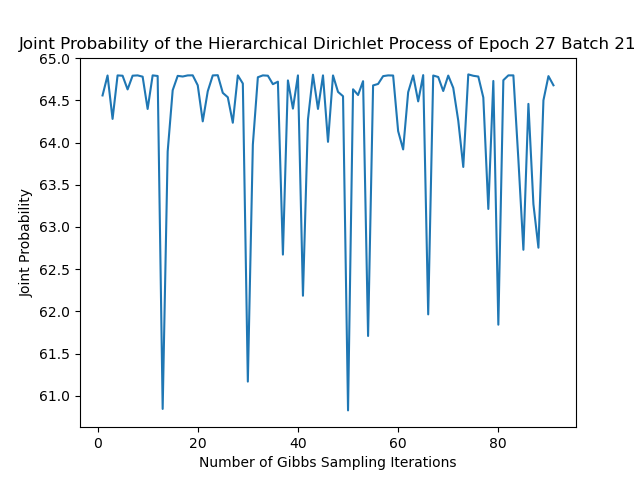 Joint Probability of the Hierarchical Dirichlet Process of Epoch 27 Batch 21
65.0
64.5
64.0
63.5
63.0
62.5
62.0
61.5
61.0
Joint Probability
0 20 40 60 80
Number of Gibbs Sampling Iterations